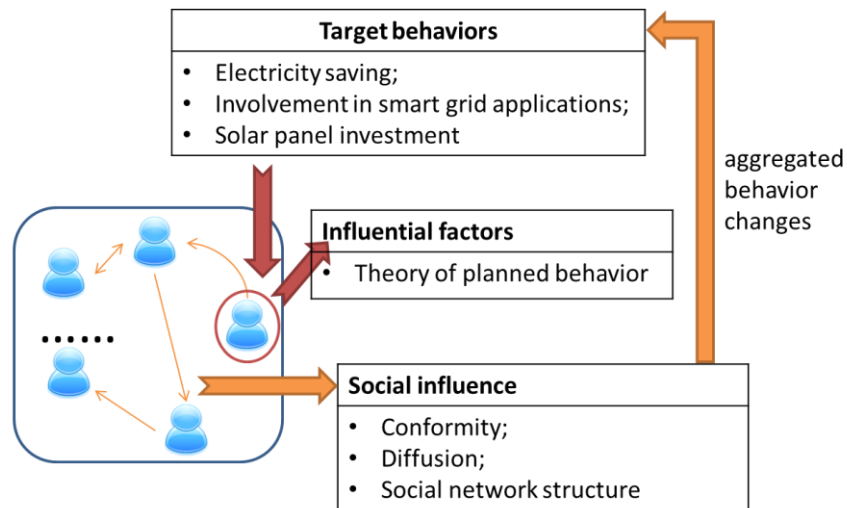 Target behaviors
• Electricity saving;
• Involvement in smart grid applications;
• Solar panel investment
aggregated
behavior
changes
Influential factors
• Theory of planned behavior
......
Social influence
• Conformity;
• Diffusion;
• Social network structure